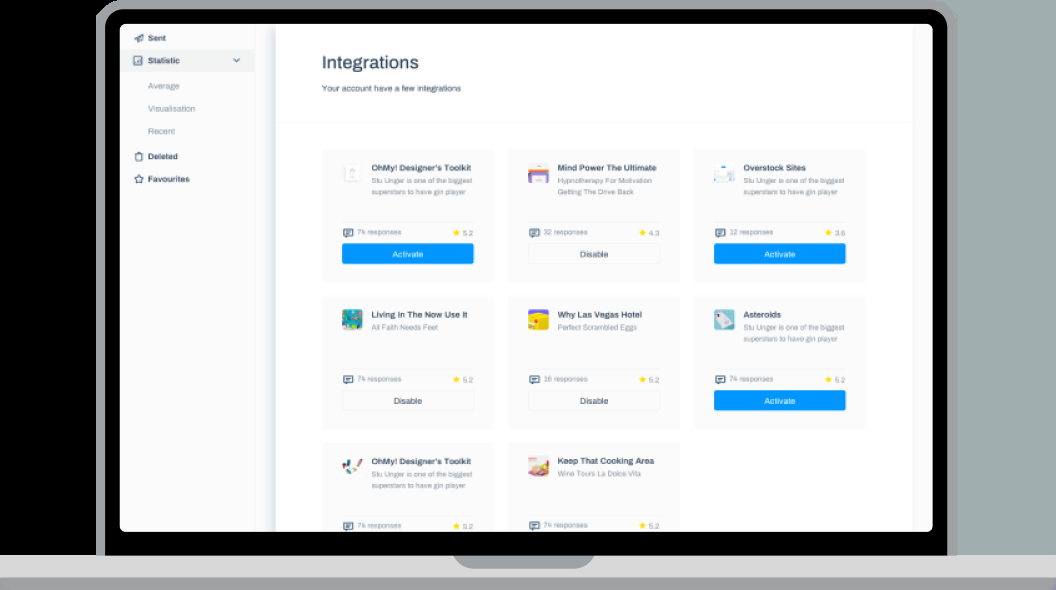 Sent
Statistic
Average
Visualisation
Recent
Deleted
Favourites
Integrations
Your account have a few integrations
OhMy! Designer's Toolkit
Stu Unger is one of the biggest
superstars to have gin player
74 responses
5.2
Activate
Mind Power The Ultimate
Hypnotherapy For Motivation
Getting The Drive Back
32 responses
4.3
Disable
Overstock Sites
Stu Unger is one of the biggest
superstars to have gin player
12 responses
3.6
Activate
Living In The Now Use It
All Faith Needs Feet
74 responses
5.2
Disable
Why Las Vegas Hotel
Perfect Scrambled Eggs
18 responses
5.2
Disable
Asteroids
Stu Unger is one of the biggest
superstars to have gin player
74 responses
5.2
Activate
OhMy! Designer's Toolkit
Stu Unger is one of the biggest
superstars to have gin player
74 responses
5.2
Keep That Cooking Area
Wine Tours La Dolce Vita
74 responses
5.2